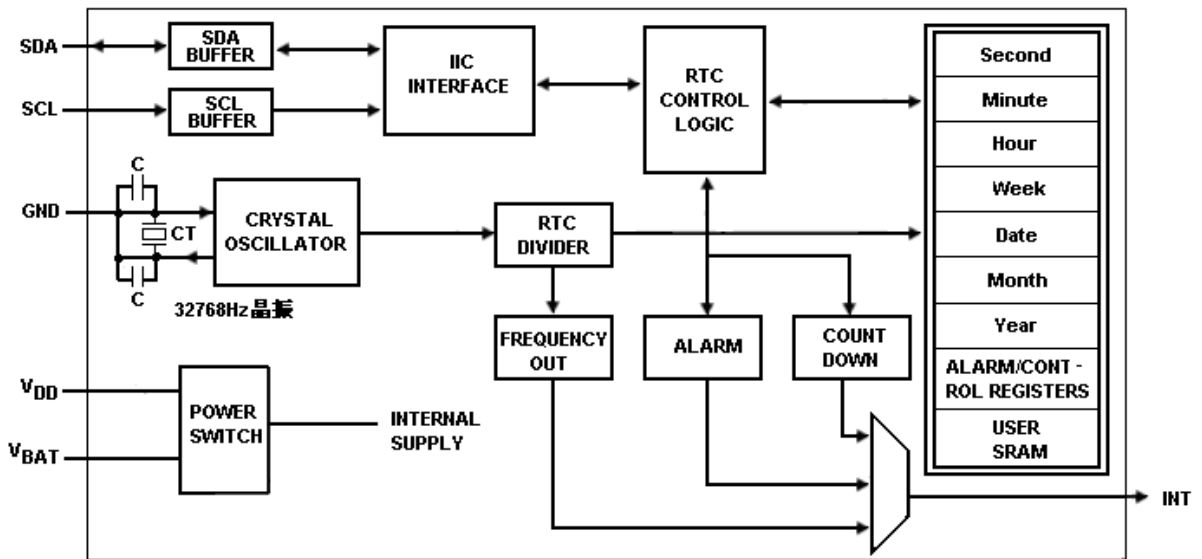 SDA
SDA
BUFFER
SCL
SCL
BUFFER
IIC
INTERFACE
RTC
CONTROL
LOGIC
Second
Minute
Hour
Week
Date
Month
Year
ALARM/CONT -
ROL REGISTERS
USER
SRAM
GND
C
CT
C
CRYSTAL
OSCILLATOR
32768Hz晶振
RTC
DIVIDER
FREQUENCY
OUT
ALARM
COUNT
DOWN
VDD
VBAT
POWER
SWITCH
INTERNAL
SUPPLY
INT